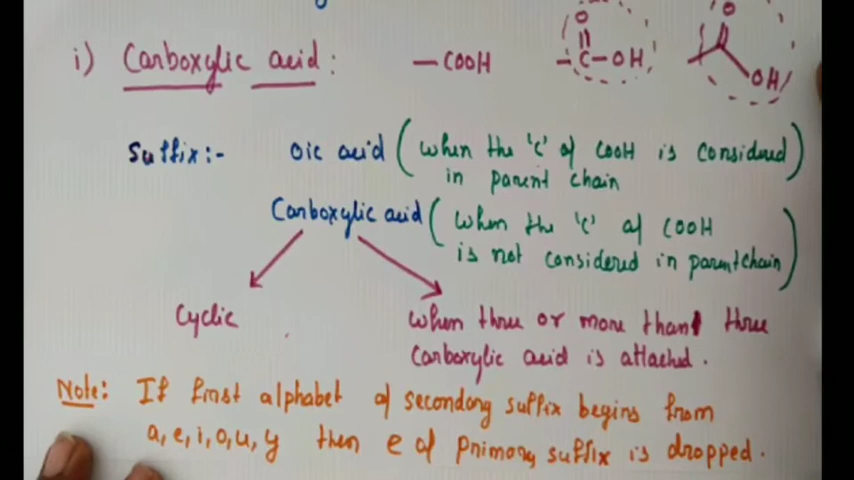 i) Carboxylic acid: —COOH O –C–OH O OH
Suffix:- oic acid (when the 'c' of COOH is considered)
in parent chain
Carboxylic acid (when the 'c' of COOH
is not considered in parent chain)
Cyclic when three or more than three
carboxylic acid is attached.
Note: If first alphabet of secondary suffix begins from
a, e, i, o, u, y then e of primary suffix is dropped.